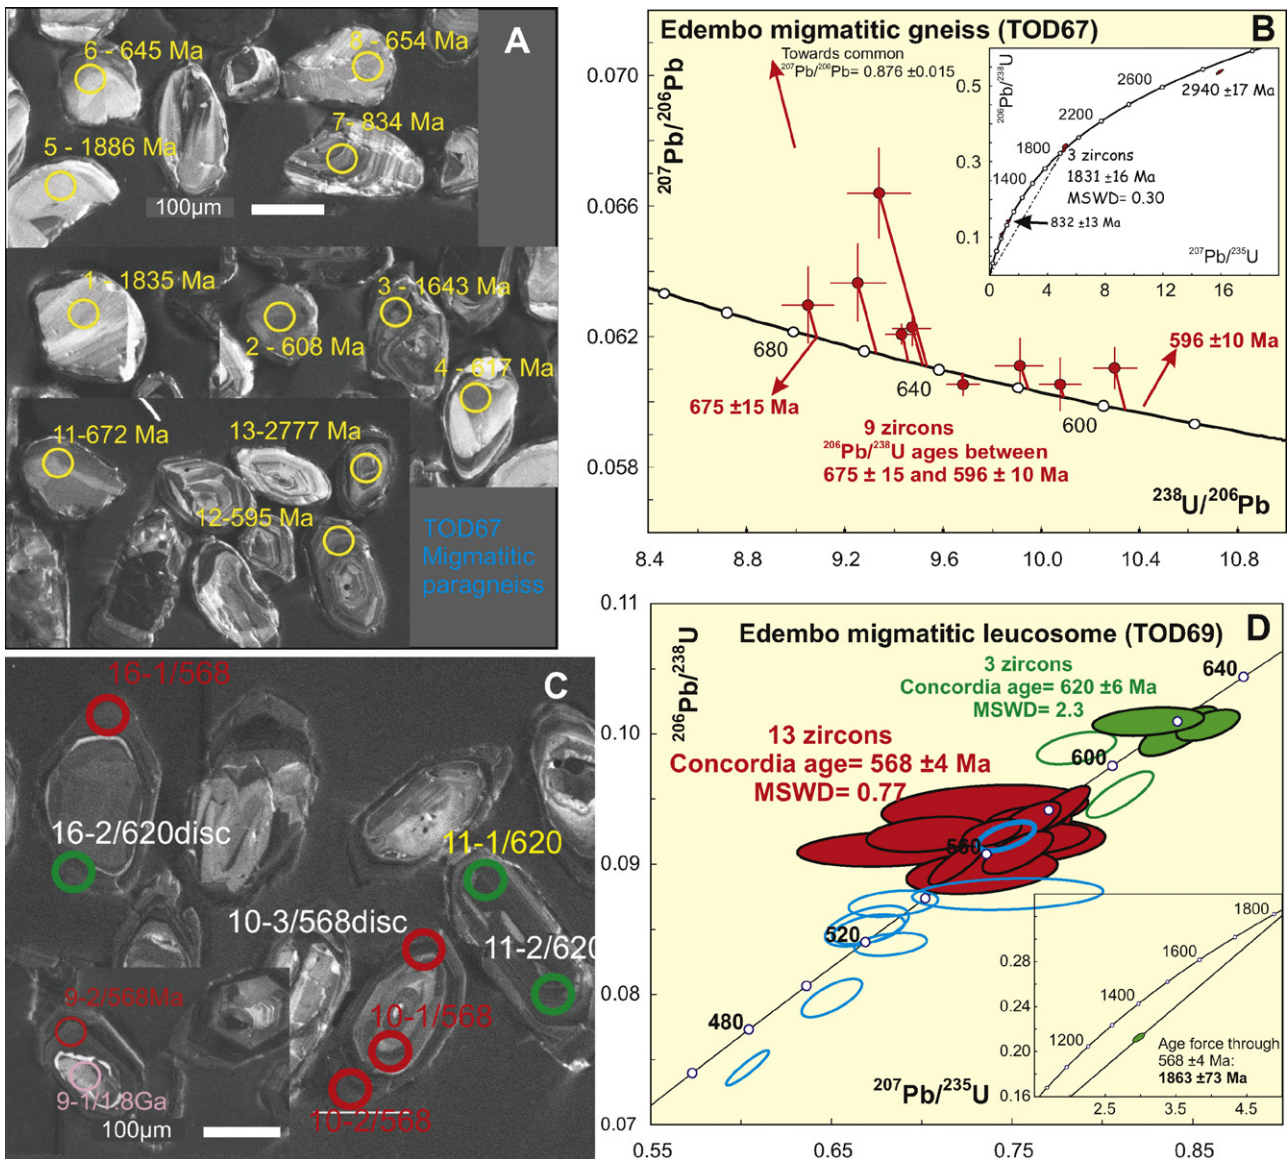 A
6 - 645 Ma
8 - 654 Ma
7- 834 Ma
5 - 1886 Ma
100µm
1 - 1835 Ma
3 - 1643 Ma
2 - 608 Ma
4 - 617 Ma
11-672 Ma
13-2777 Ma
12-595 Ma
TOD67
Migmatitic
paragneiss
B
Edembo migmatitic gneiss (TOD67)
Towards common
207Pb/206Pb= 0.876 ±0.015
207Pb/206Pb
0.070
0.066
0.062
0.058
680
640
600
675 ±15 Ma
596 ±10 Ma
9 zircons
206Pb/238U ages between
675 ± 15 and 596 ± 10 Ma
238U/206Pb
8.4 8.8 9.2 9.6 10.0 10.4 10.8
206Pb/238U
0.5
0.3
0.1
2600
2200
1800
1400
2940 ±17 Ma
3 zircons
1831 ±16 Ma
MSWD= 0.30
832 ±13 Ma
207Pb/235U
0 4 8 12 16
C
16-1/568
16-2/620disc
11-1/620
10-3/568disc
11-2/620
9-2/568Ma
10-1/568
9-1/1.8Ga
10-2/568
100µm
D
Edembo migmatitic leucosome (TOD69)
206Pb/238U
0.11
0.10
0.09
0.08
0.07
3 zircons
Concordia age= 620 ±6 Ma
MSWD= 2.3
13 zircons
Concordia age= 568 ±4 Ma
MSWD= 0.77
640
600
560
520
480
207Pb/235U
0.55 0.65 0.75 0.85
0.28
0.24
0.20
0.16
1800
1600
1400
1200
Age force through
568 ±4 Ma:
1863 ±73 Ma
2.5 3.5 4.5